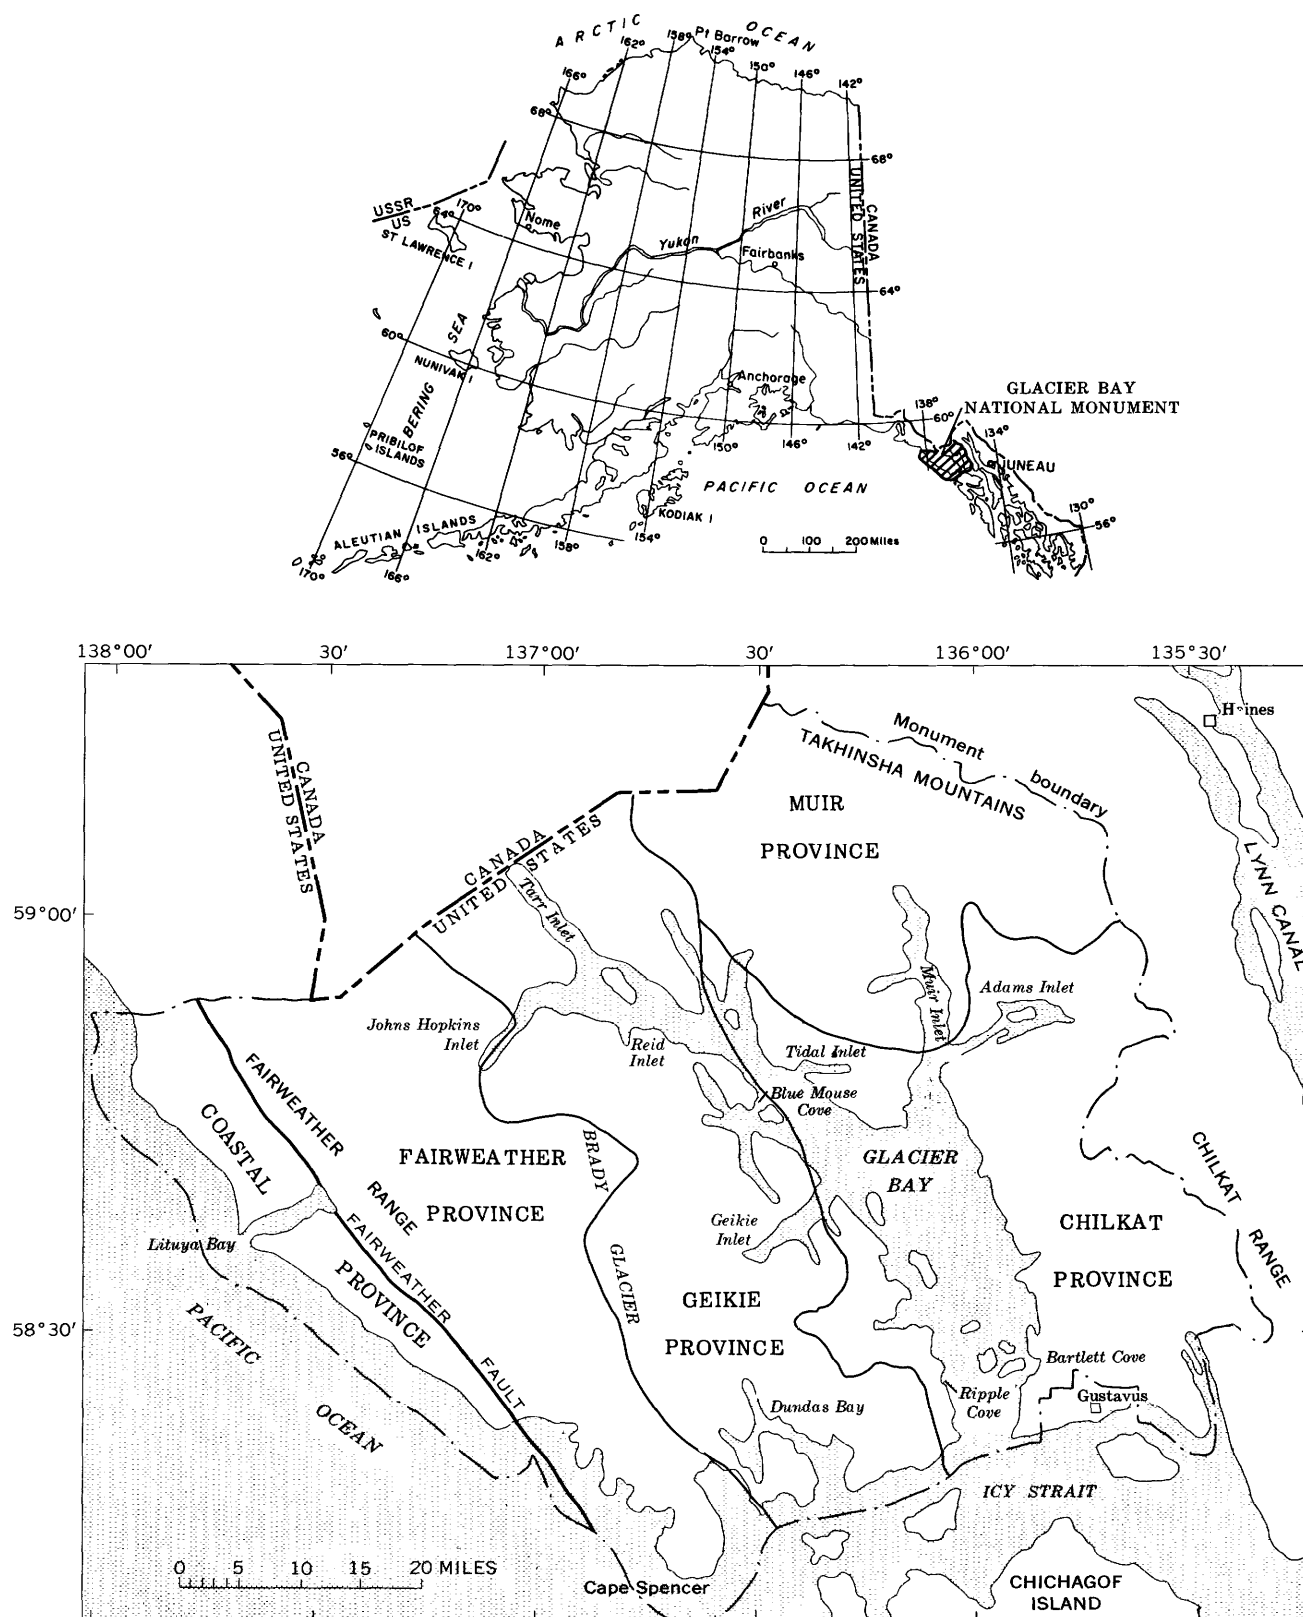 ARCTIC OCEAN
Pt Barrow
166°
162°
158°
154°
150°
146°
142°
68°
68°
USSR
US
64°
170°
ST LAWRENCE I
Nome
Yukon River
Fairbanks
UNITED STATES
CANADA
64°
60°
NUNIVAK I
BERING SEA
PRIBILOF
ISLANDS
56°
Anchorage
150°
146°
142°
138°
60°
GLACIER BAY
NATIONAL MONUMENT
134°
JUNEAU
PACIFIC OCEAN
KODIAK I
130°
56°
ALEUTIAN ISLANDS
170°
166°
162°
158°
154°
0 100 200 Miles
138°00′ 30′ 137°00′ 30′ 136°00′ 135°30′
H ines
CANADA
UNITED STATES
Monument boundary
TAKHINSHA MOUNTAINS
MUIR
PROVINCE
CANADA
UNITED STATES
LYNN CANAL
59°00′
Tarr Inlet
Muir Inlet
Adams Inlet
Johns Hopkins
Inlet
Reid
Inlet
Tidal Inlet
Blue Mouse
Cove
FAIRWEATHER RANGE
COASTAL PROVINCE
FAIRWEATHER
PROVINCE
BRADY GLACIER
GLACIER
BAY
CHILKAT RANGE
FAIRWEATHER FAULT
Lituya Bay
Geikie
Inlet
CHILKAT
PROVINCE
GEIKIE
PROVINCE
58°30′
PACIFIC OCEAN
Bartlett Cove
Gustavus
Ripple
Cove
Dundas Bay
ICY STRAIT
0 5 10 15 20 MILES
Cape Spencer
CHICHAGOF
ISLAND